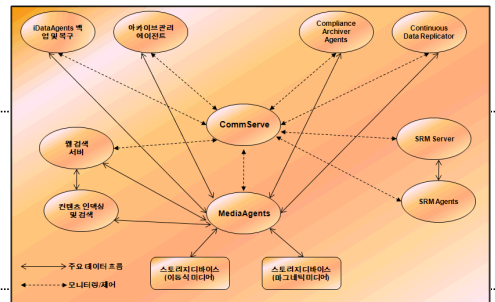 iDataAgents 백
업 및 복구
아카이브 관리
에이전트
Compliance
Archiver
Agents
Continuous
Data Replicator
CommServe
웹 검색
서비
SRM Server
컨텐츠 인덱싱
및 검색
MediaAgents
SRM Agents
주요 데이터 흐름
모니터링/제어
스토리지 디바이스
(이동식 미디어)
스토리지 디바이스
(마그네틱 미디어)